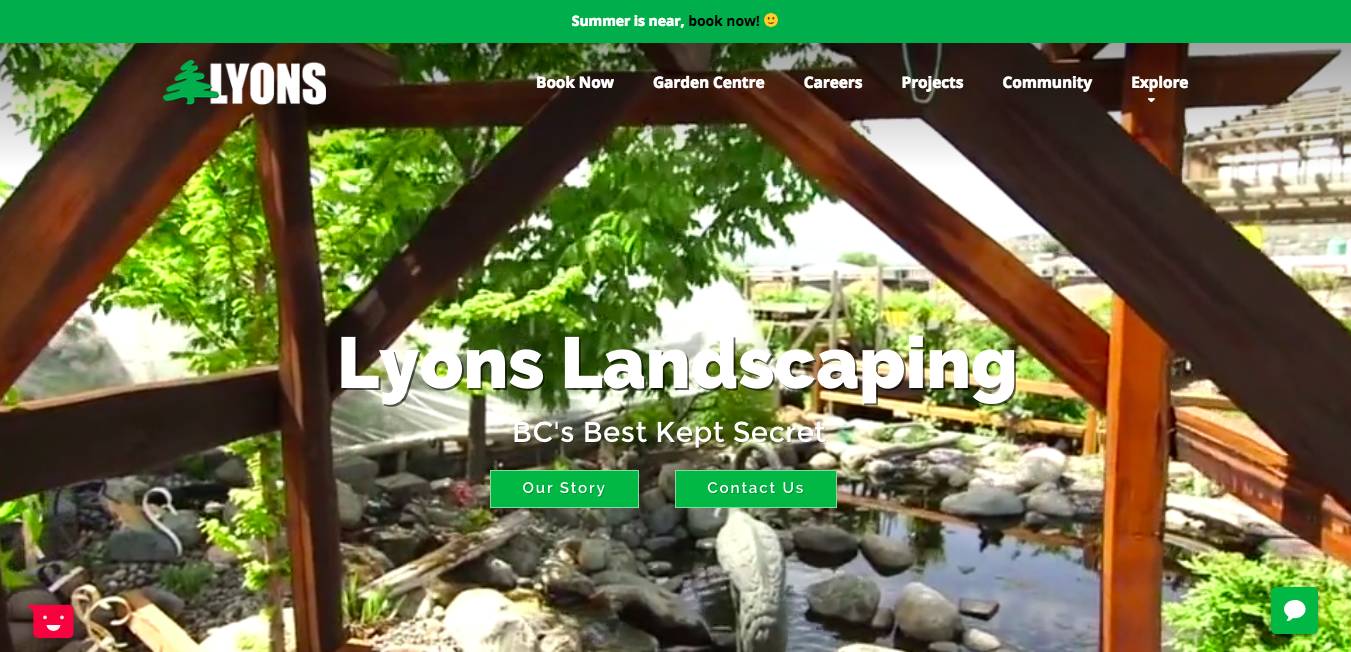 Summer is near, book now! 🙂
LYONS
Book Now Garden Centre Careers Projects Community Explore
Lyons Landscaping
BC's Best Kept Secret
Our Story Contact Us